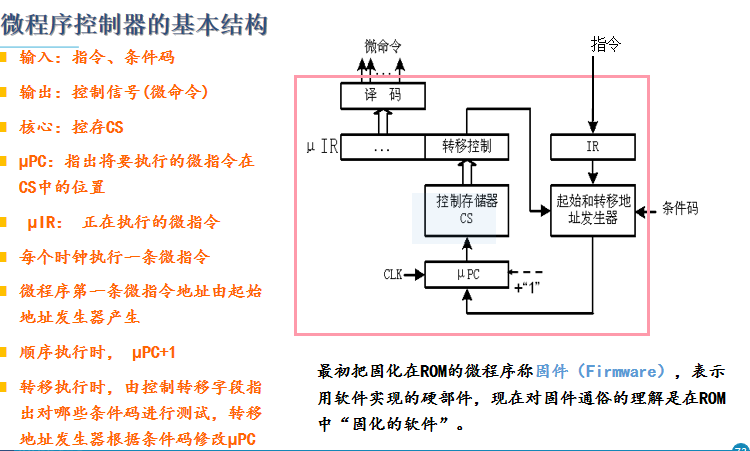 微程序控制器的基本结构
输入：指令、条件码
输出：控制信号(微命令)
核心：控存CS
μPC：指出将要执行的微指令在
CS中的位置
μIR： 正在执行的微指令
每个时钟执行一条微指令
微程序第一条微指令地址由起始
地址发生器产生
顺序执行时， μPC+1
转移执行时，由控制转移字段指
出对哪些条件码进行测试，转移
地址发生器根据条件码修改μPC
微命令
指令
...
译 码
μIR
...
转移控制
IR
控制存储器
CS
起始和转移地
址发生器
条件码
CLK
μPC
+“1”
最初把固化在ROM的微程序称固件（Firmware），表示
用软件实现的硬部件，现在对固件通俗的理解是在ROM
中“固化的软件”。